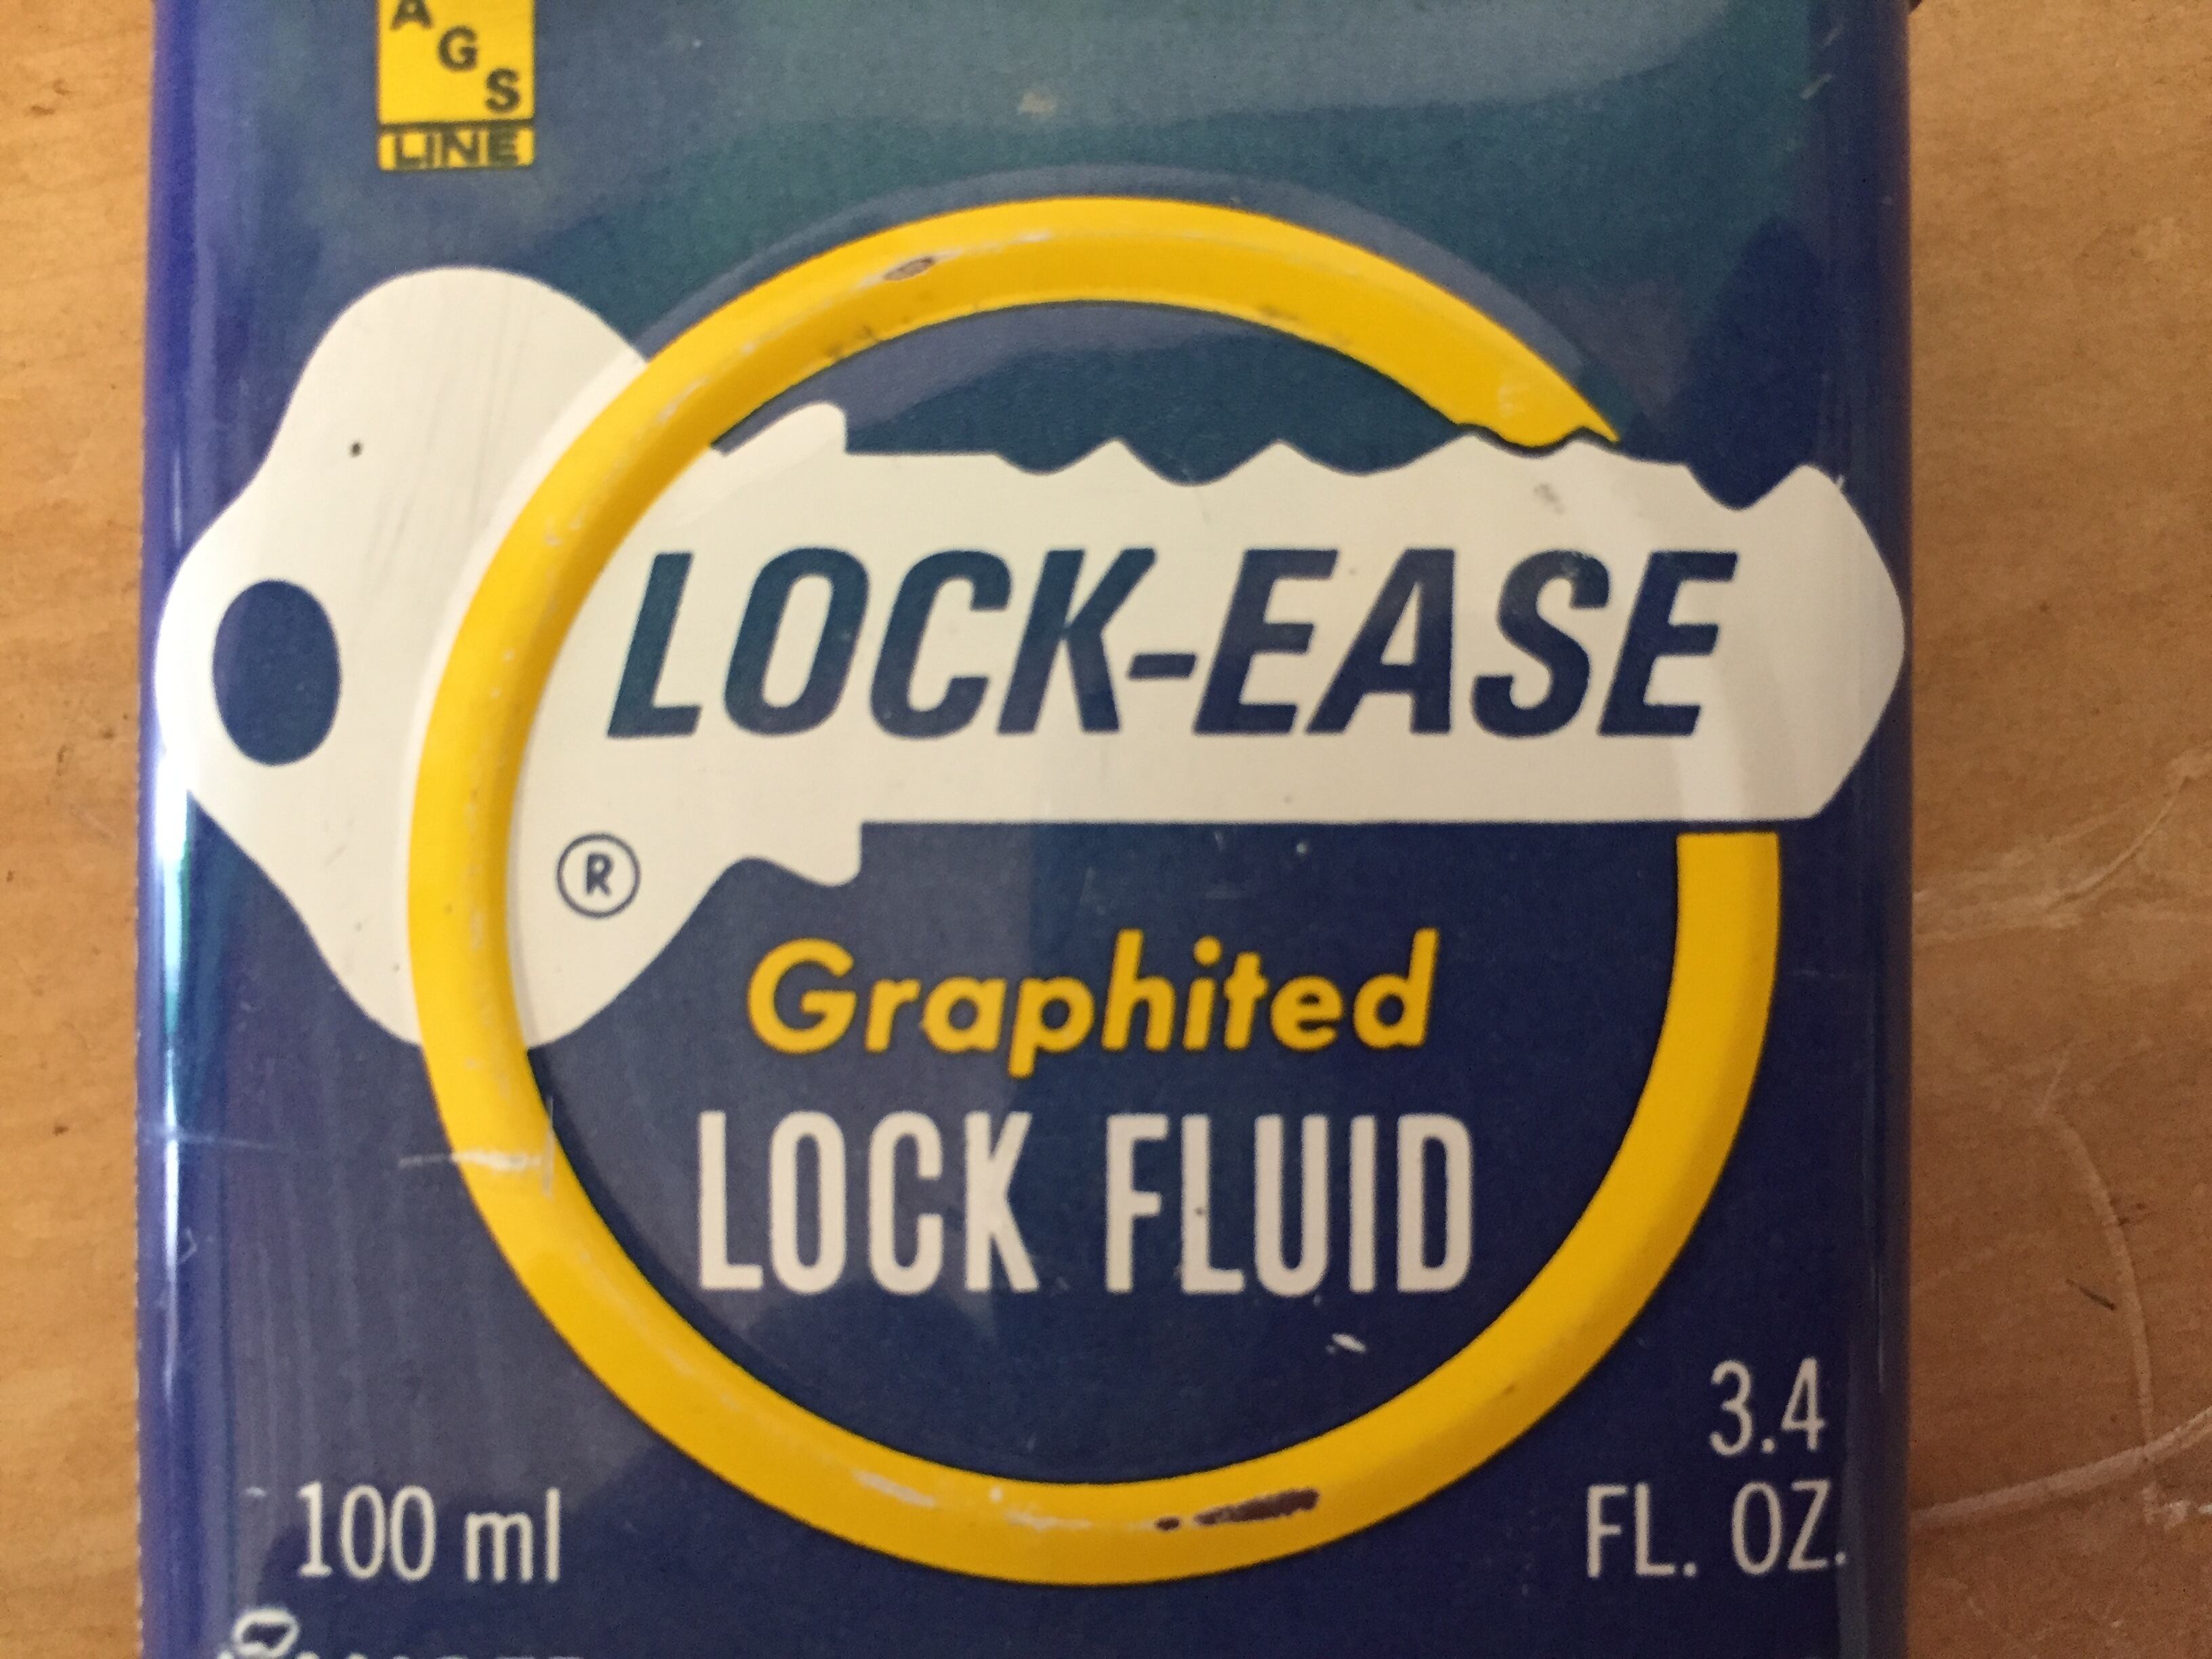 A
G
S
LINE
LOCK-EASE
®
Graphited
LOCK FLUID
3.4
FL. OZ.
100 ml